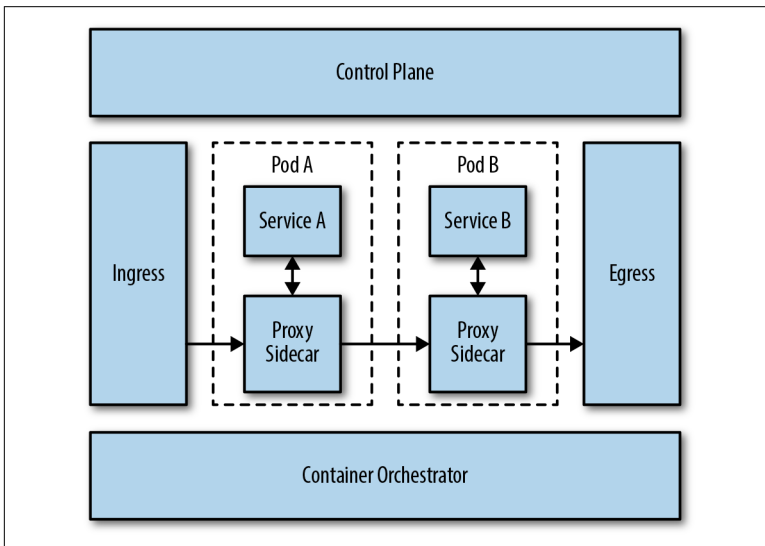 Control Plane
Pod A
Pod B
Service A
Service B
Ingress
Egress
Proxy
Sidecar
Proxy
Sidecar
Container Orchestrator